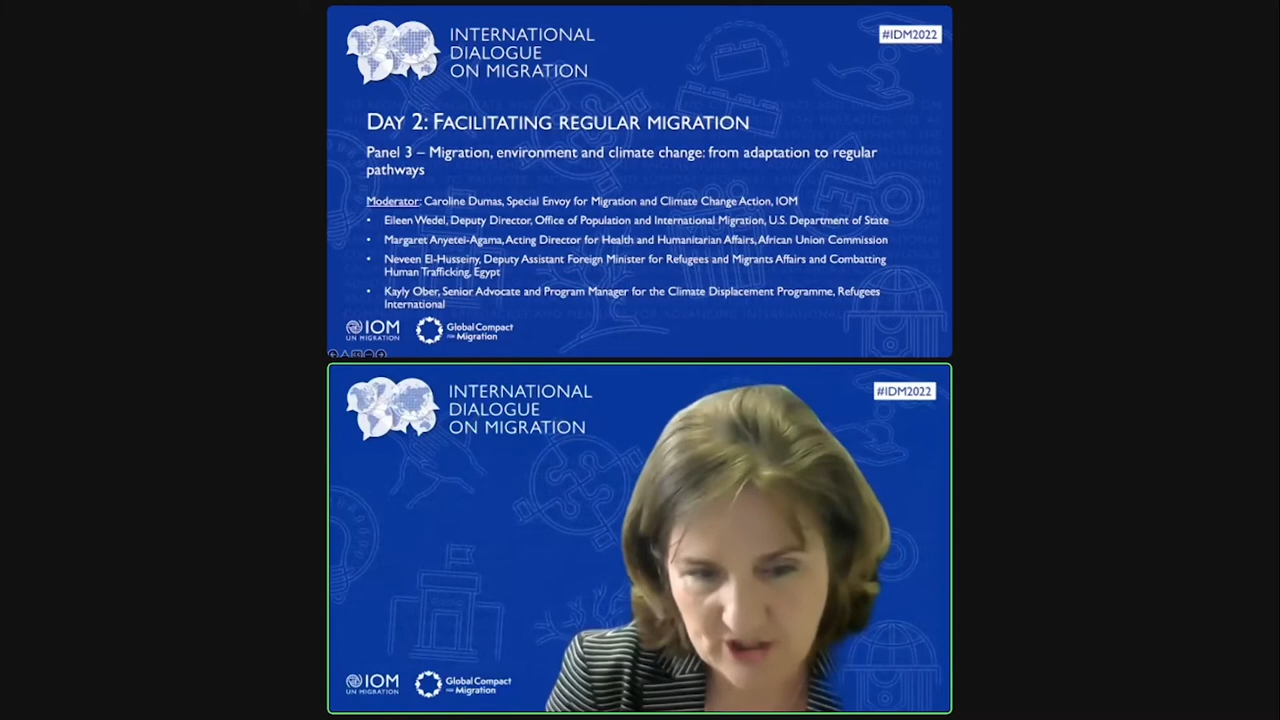 INTERNATIONAL
DIALOGUE
ON MIGRATION
#IDM2022
DAY 2: FACILITATING REGULAR MIGRATION
Panel 3 – Migration, environment and climate change: from adaptation to regular
pathways
Moderator: Caroline Dumas, Special Envoy for Migration and Climate Change Action, IOM
• Eileen Wedel, Deputy Director, Office of Population and International Migration, U.S. Department of State
• Margaret Anyetei-Agama, Acting Director for Health and Humanitarian Affairs, African Union Commission
• Neveen El-Husseiny, Deputy Assistant Foreign Minister for Refugees and Migrants Affairs and Combatting
Human Trafficking, Egypt
• Kayly Ober, Senior Advocate and Program Manager for the Climate Displacement Programme, Refugees
International
IOM
UN MIGRATION
Global Compact
FOR Migration
INTERNATIONAL
DIALOGUE
ON MIGRATION
#IDM2022
IOM
UN MIGRATION
Global Compact
FOR Migration